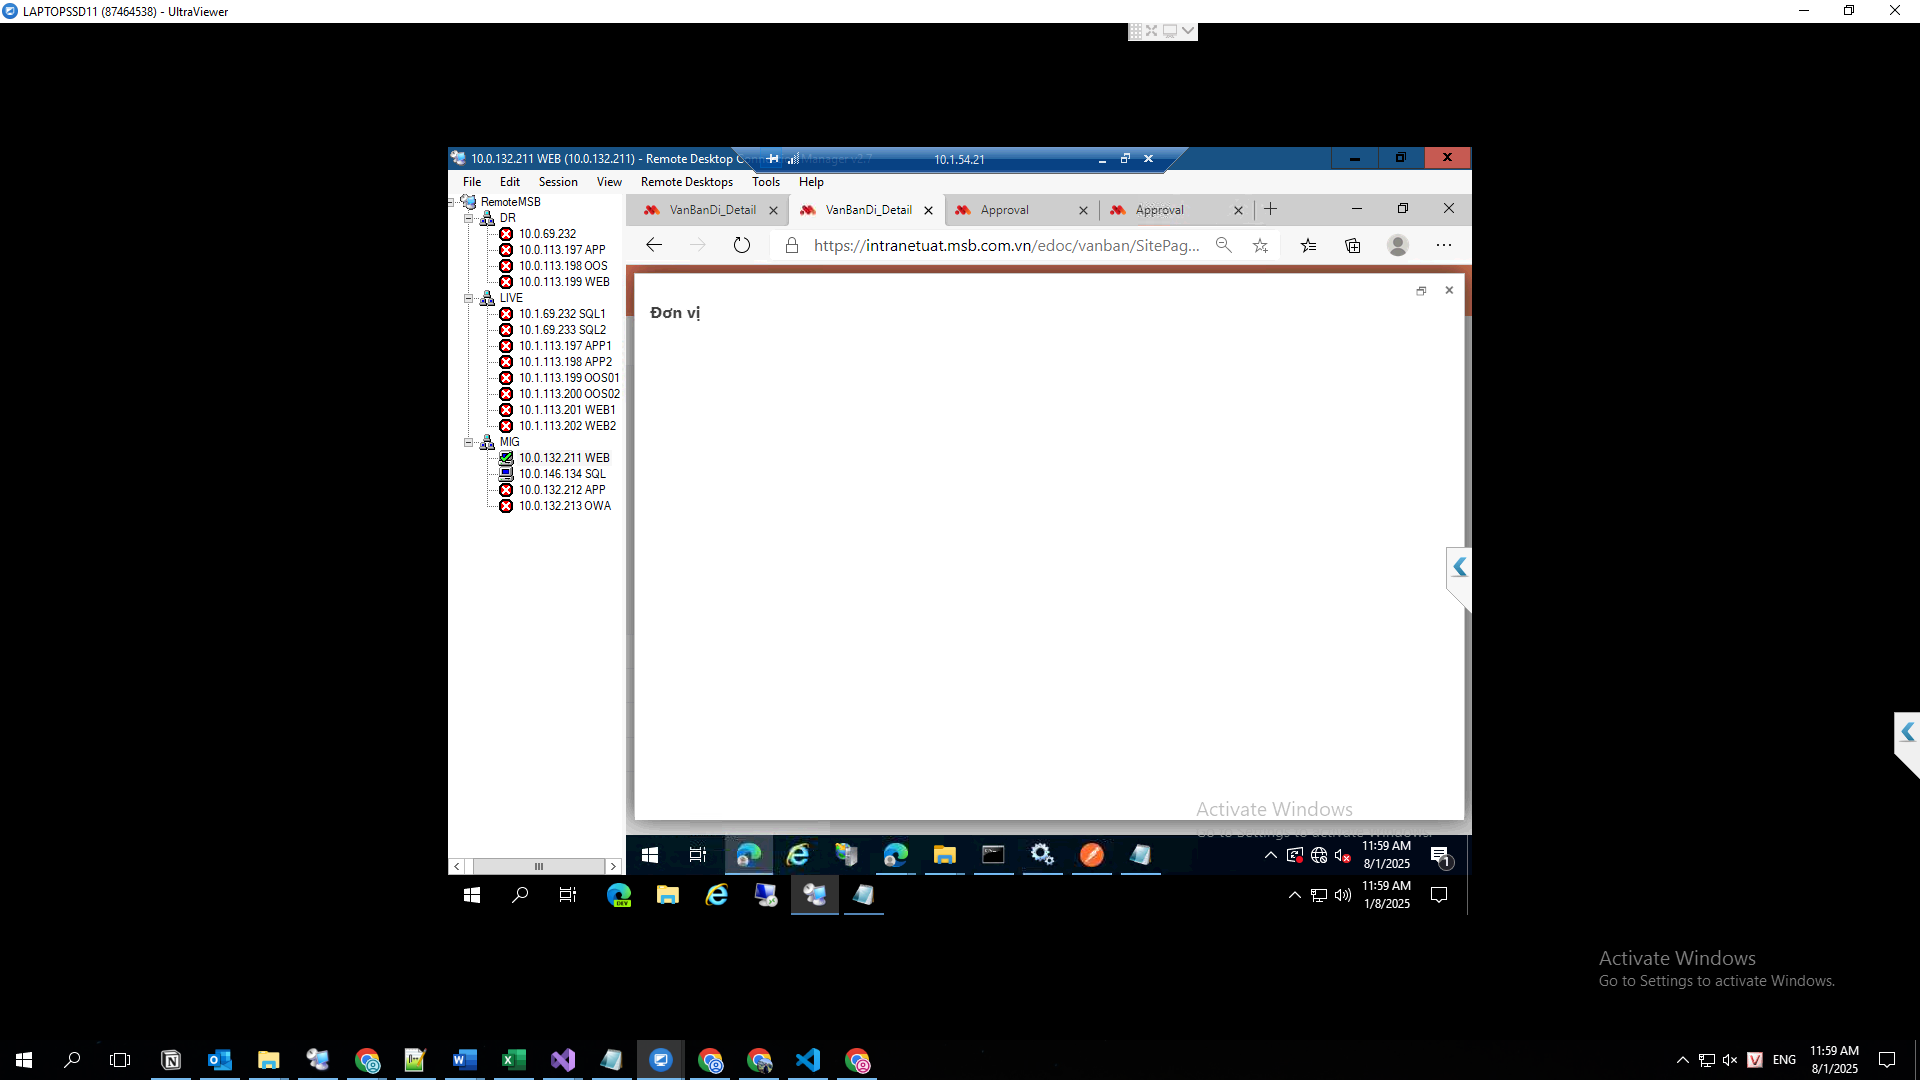 LAPTOPSSD11 (87464538) - UltraViewer
10.0.132.211 WEB (10.0.132.211) - Remote Desktop
10.1.54.21
File Edit Session View Remote Desktops Tools Help
RemoteMSB
DR
10.0.69.232
10.0.113.197 APP
10.0.113.198 OOS
10.0.113.199 WEB
LIVE
10.1.69.232 SQL1
10.1.69.233 SQL2
10.1.113.197 APP1
10.1.113.198 APP2
10.1.113.199 OOS01
10.1.113.200 OOS02
10.1.113.201 WEB1
10.1.113.202 WEB2
MIG
10.0.132.211 WEB
10.0.146.134 SQL
10.0.132.212 APP
10.0.132.213 OWA
VanBanDi_Detail VanBanDi_Detail Approval Approval
https://intranetuat.msb.com.vn/edoc/vanban/SitePag...
Đơn vị
Activate Windows
11:59 AM
8/1/2025
1
11:59 AM
1/8/2025
Activate Windows
Go to Settings to activate Windows.
ENG
11:59 AM
8/1/2025